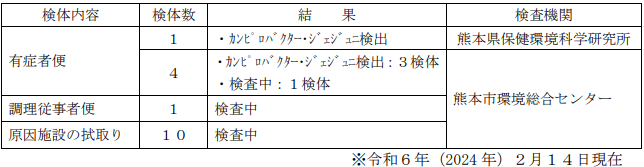 検体内容 検体数 結　　果 検査機関
有症者便 1 ・ｶﾝﾋﾟﾛﾊﾞｸﾀｰ･ｼﾞｪｼﾞｭﾆ検出 熊本県保健環境科学研究所
4 ・ｶﾝﾋﾟﾛﾊﾞｸﾀｰ･ｼﾞｪｼﾞｭﾆ検出：３検体
・検査中：１検体
熊本市環境総合センター
調理従事者便 1 検査中
原因施設の拭取り １０ 検査中
※令和６年（2024 年）２月１４日現在